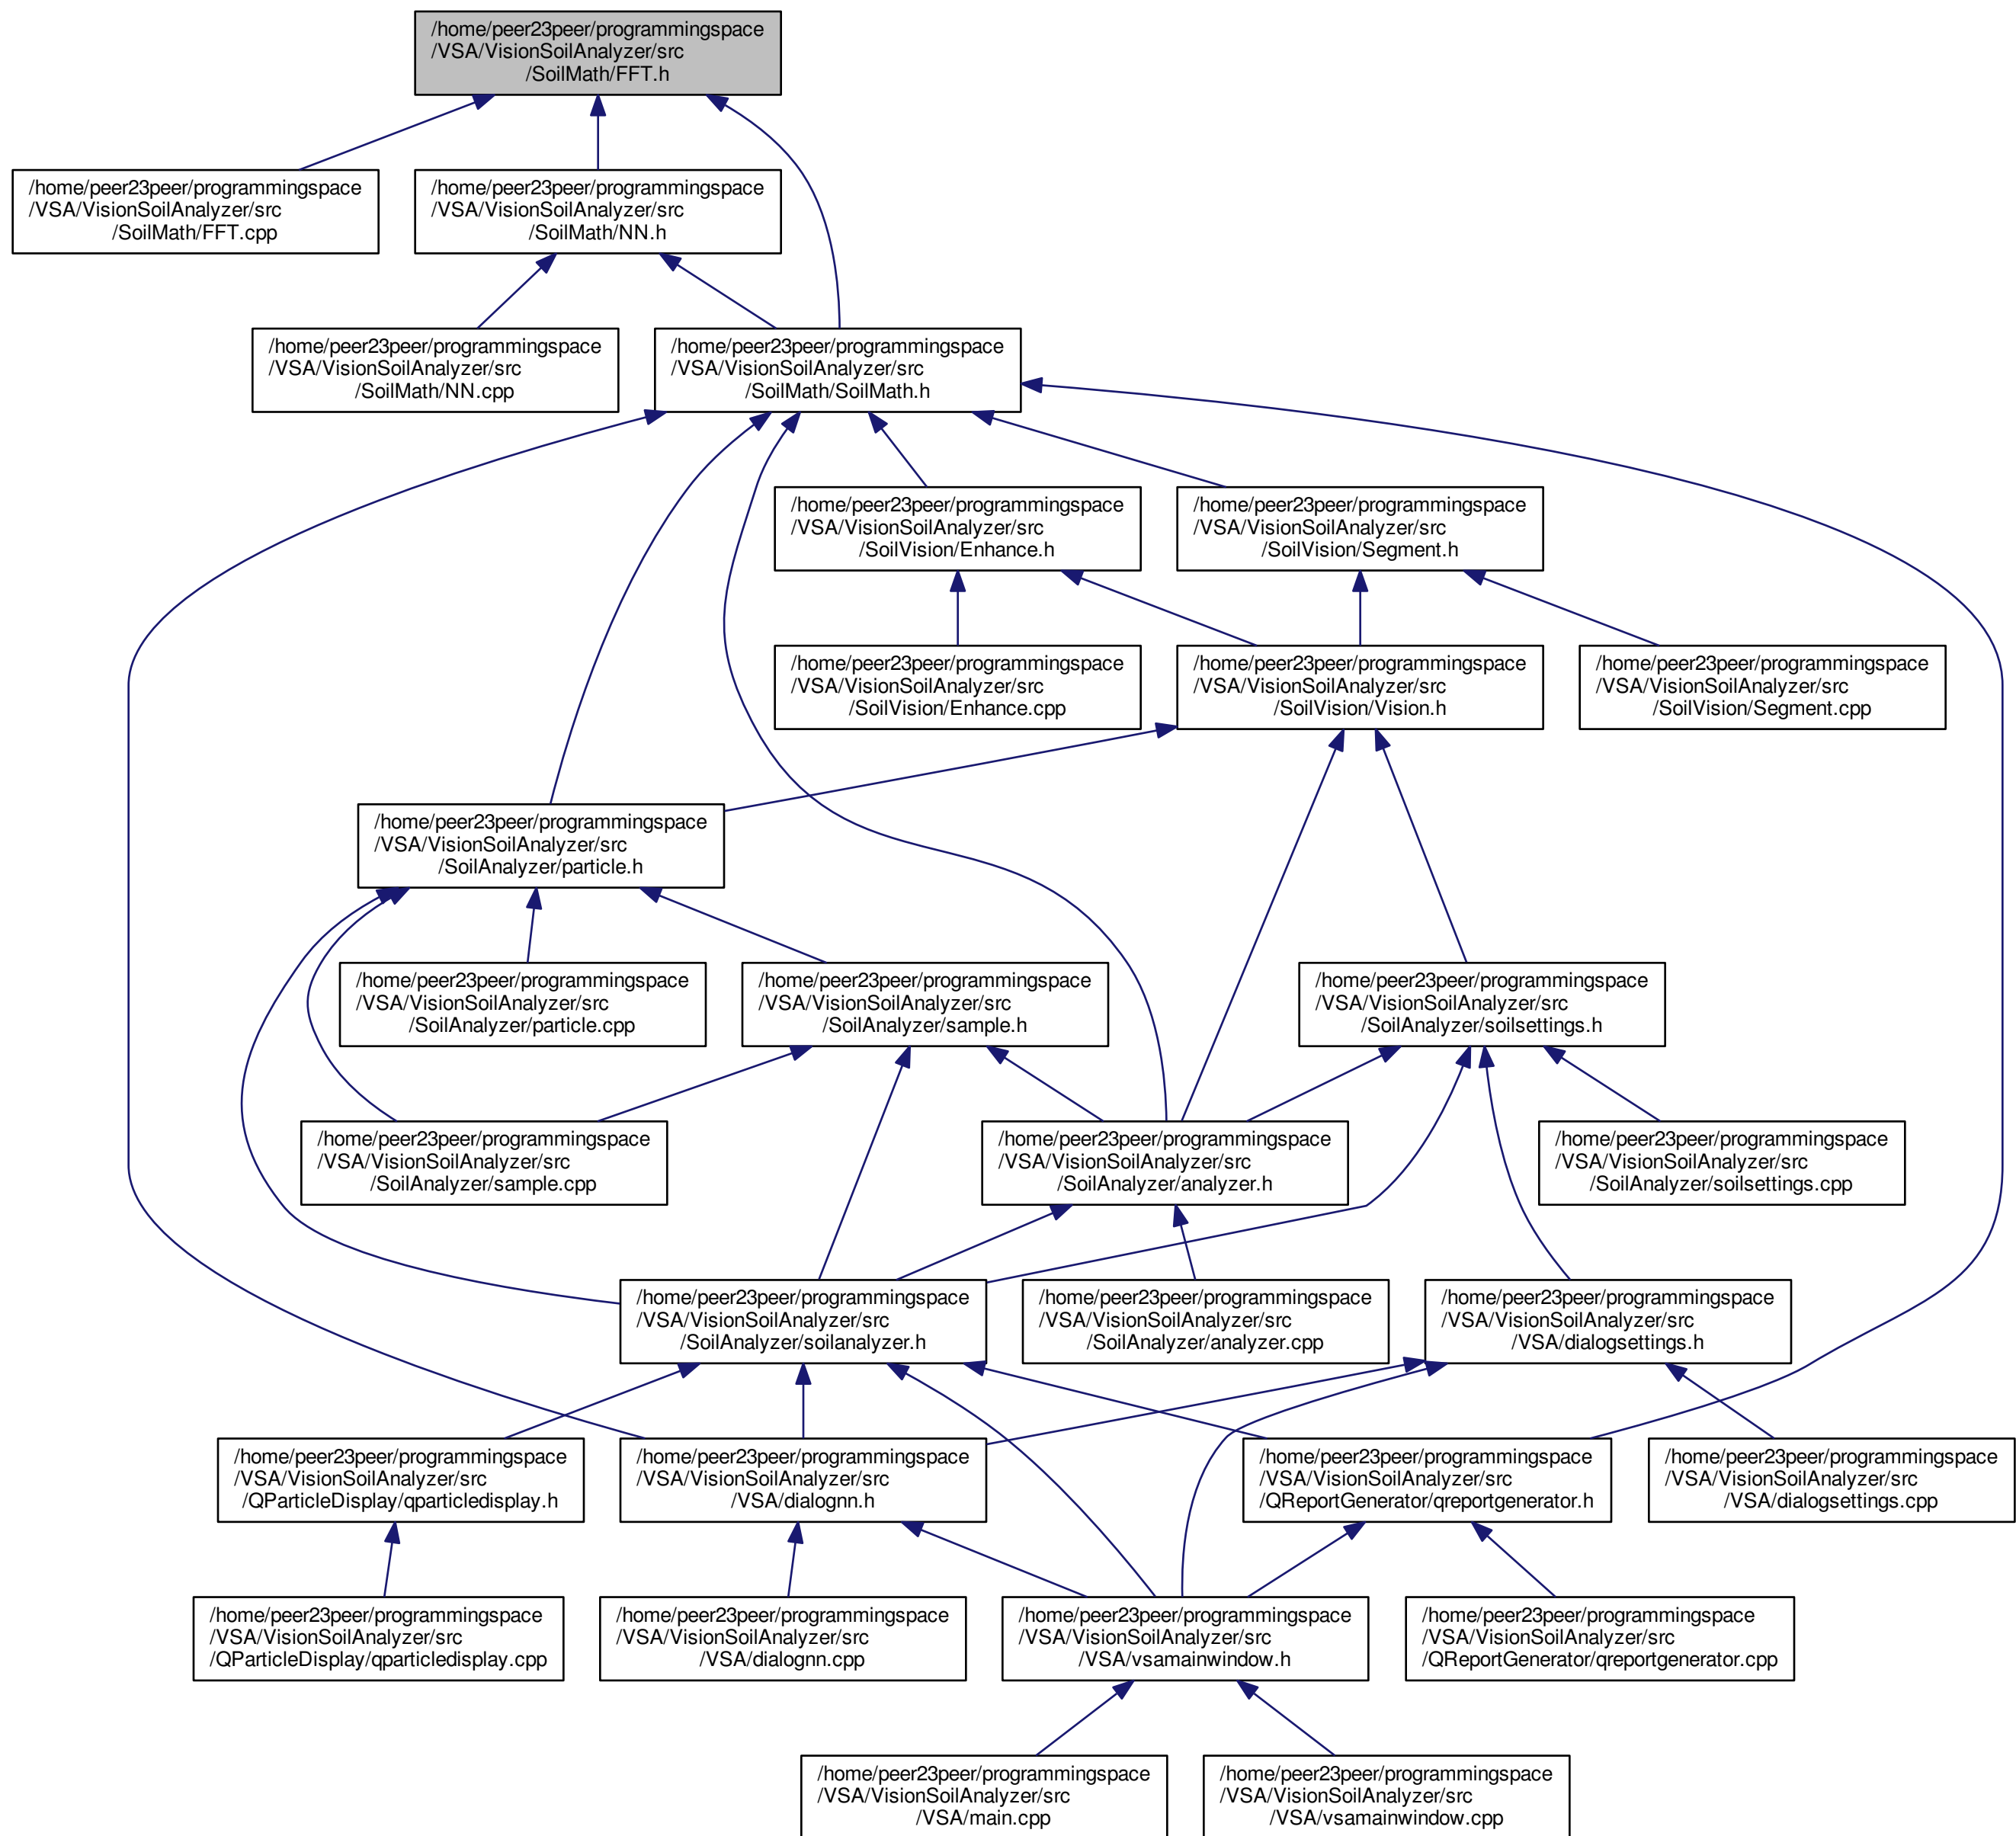 /home/peer23peer/programmingspace
/VSA/VisionSoilAnalyzer/src
/SoilMath/FFT.h
/home/peer23peer/programmingspace
/VSA/VisionSoilAnalyzer/src
/SoilMath/FFT.cpp
/home/peer23peer/programmingspace
/VSA/VisionSoilAnalyzer/src
/SoilMath/NN.h
/home/peer23peer/programmingspace
/VSA/VisionSoilAnalyzer/src
/SoilMath/NN.cpp
/home/peer23peer/programmingspace
/VSA/VisionSoilAnalyzer/src
/SoilMath/SoilMath.h
/home/peer23peer/programmingspace
/VSA/VisionSoilAnalyzer/src
/SoilVision/Enhance.h
/home/peer23peer/programmingspace
/VSA/VisionSoilAnalyzer/src
/SoilVision/Segment.h
/home/peer23peer/programmingspace
/VSA/VisionSoilAnalyzer/src
/SoilVision/Enhance.cpp
/home/peer23peer/programmingspace
/VSA/VisionSoilAnalyzer/src
/SoilVision/Vision.h
/home/peer23peer/programmingspace
/VSA/VisionSoilAnalyzer/src
/SoilVision/Segment.cpp
/home/peer23peer/programmingspace
/VSA/VisionSoilAnalyzer/src
/SoilAnalyzer/particle.h
/home/peer23peer/programmingspace
/VSA/VisionSoilAnalyzer/src
/SoilAnalyzer/particle.cpp
/home/peer23peer/programmingspace
/VSA/VisionSoilAnalyzer/src
/SoilAnalyzer/sample.h
/home/peer23peer/programmingspace
/VSA/VisionSoilAnalyzer/src
/SoilAnalyzer/soilsettings.h
/home/peer23peer/programmingspace
/VSA/VisionSoilAnalyzer/src
/SoilAnalyzer/sample.cpp
/home/peer23peer/programmingspace
/VSA/VisionSoilAnalyzer/src
/SoilAnalyzer/analyzer.h
/home/peer23peer/programmingspace
/VSA/VisionSoilAnalyzer/src
/SoilAnalyzer/soilsettings.cpp
/home/peer23peer/programmingspace
/VSA/VisionSoilAnalyzer/src
/SoilAnalyzer/soilanalyzer.h
/home/peer23peer/programmingspace
/VSA/VisionSoilAnalyzer/src
/SoilAnalyzer/analyzer.cpp
/home/peer23peer/programmingspace
/VSA/VisionSoilAnalyzer/src
/VSA/dialogsettings.h
/home/peer23peer/programmingspace
/VSA/VisionSoilAnalyzer/src
/QParticleDisplay/qparticledisplay.h
/home/peer23peer/programmingspace
/VSA/VisionSoilAnalyzer/src
/VSA/dialognn.h
/home/peer23peer/programmingspace
/VSA/VisionSoilAnalyzer/src
/QReportGenerator/qreportgenerator.h
/home/peer23peer/programmingspace
/VSA/VisionSoilAnalyzer/src
/VSA/dialogsettings.cpp
/home/peer23peer/programmingspace
/VSA/VisionSoilAnalyzer/src
/QParticleDisplay/qparticledisplay.cpp
/home/peer23peer/programmingspace
/VSA/VisionSoilAnalyzer/src
/VSA/dialognn.cpp
/home/peer23peer/programmingspace
/VSA/VisionSoilAnalyzer/src
/VSA/vsamainwindow.h
/home/peer23peer/programmingspace
/VSA/VisionSoilAnalyzer/src
/QReportGenerator/qreportgenerator.cpp
/home/peer23peer/programmingspace
/VSA/VisionSoilAnalyzer/src
/VSA/main.cpp
/home/peer23peer/programmingspace
/VSA/VisionSoilAnalyzer/src
/VSA/vsamainwindow.cpp